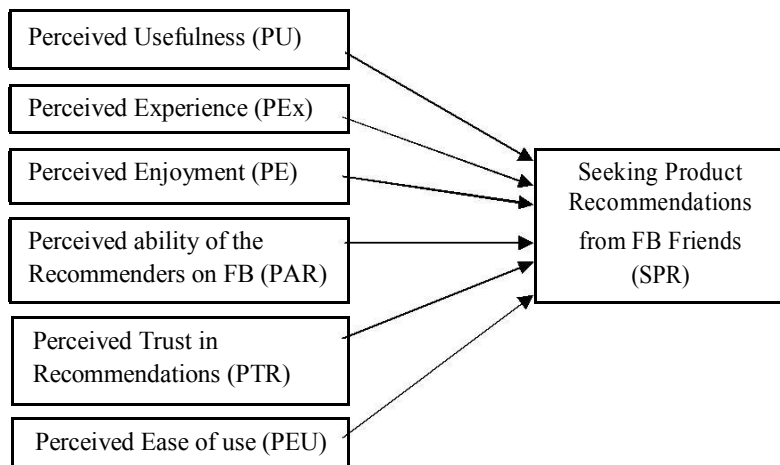 Perceived Usefulness (PU)
Perceived Experience (PEx)
Perceived Enjoyment (PE)
Perceived ability of the
Recommenders on FB (PAR)
Perceived Trust in
Recommendations (PTR)
Perceived Ease of use (PEU)
Seeking Product
Recommendations
from FB Friends
(SPR)